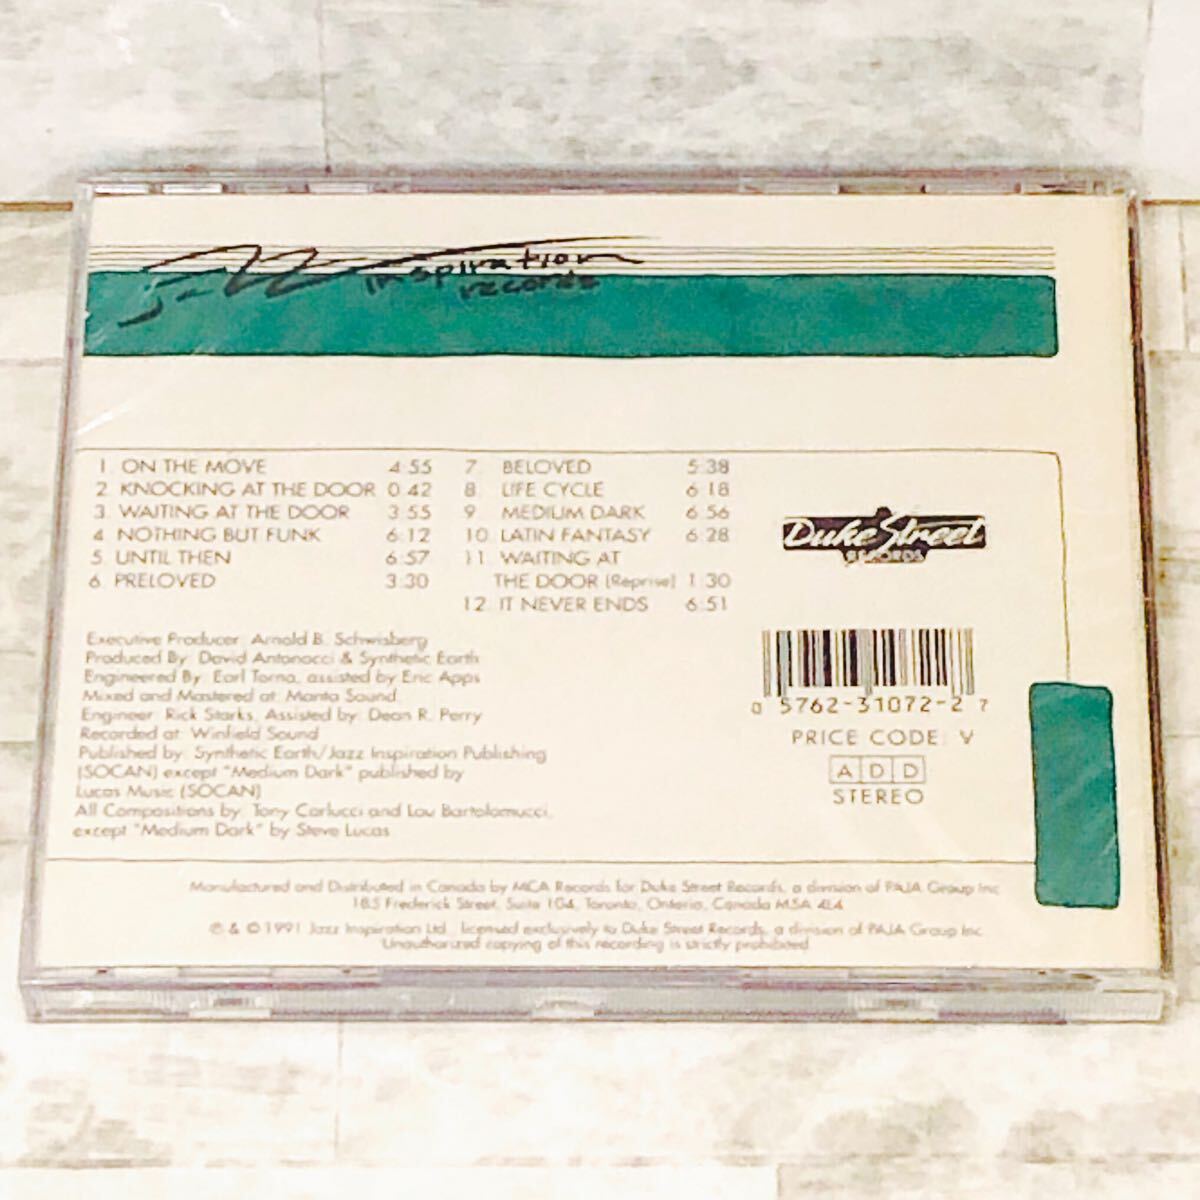 Jazz inspiration
records
1. ON THE MOVE 4:55
2. KNOCKING AT THE DOOR 0:42
3. WAITING AT THE DOOR 3:55
4. NOTHING BUT FUNK 6:12
5. UNTIL THEN 6:57
6. PRELOVED 3:30
7. BELOVED 5:38
8. LIFE CYCLE 6:18
9. MEDIUM DARK 6:56
10. LATIN FANTASY 6:28
11. WAITING AT
THE DOOR (Reprise) 1:30
12. IT NEVER ENDS 6:51
Duke Street
RECORDS
Executive Producer: Arnold B. Schwisberg
Produced By: David Antonacci & Synthetic Earth
Engineered By: Earl Torno, assisted by Eric Apps
Mixed and Mastered at: Manta Sound
Engineer: Rick Starks, Assisted by: Dean R. Perry
Recorded at: Winfield Sound
Published by: Synthetic Earth/Jazz Inspiration Publishing
(SOCAN) except "Medium Dark" published by
Lucas Music (SOCAN)
All Compositions by: Tony Carlucci and Lou Bartolomucci,
except "Medium Dark" by Steve Lucas
0 5762-31072-2 7
PRICE CODE: V
A D D
STEREO
Manufactured and Distributed in Canada by MCA Records for Duke Street Records, a division of PAJA Group Inc.
185 Frederick Street, Suite 104, Toronto, Ontario, Canada M5A 4L4
℗ & © 1991 Jazz Inspiration Ltd., licensed exclusively to Duke Street Records, a division of PAJA Group Inc.
Unauthorized copying of this recording is strictly prohibited